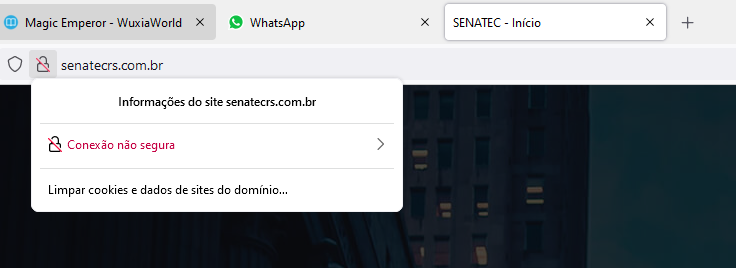 Magic Emperor - WuxiaWorld
WhatsApp
SENATEC - Início
senatecrs.com.br
Informações do site senatecrs.com.br
Conexão não segura
Limpar cookies e dados de sites do domínio...